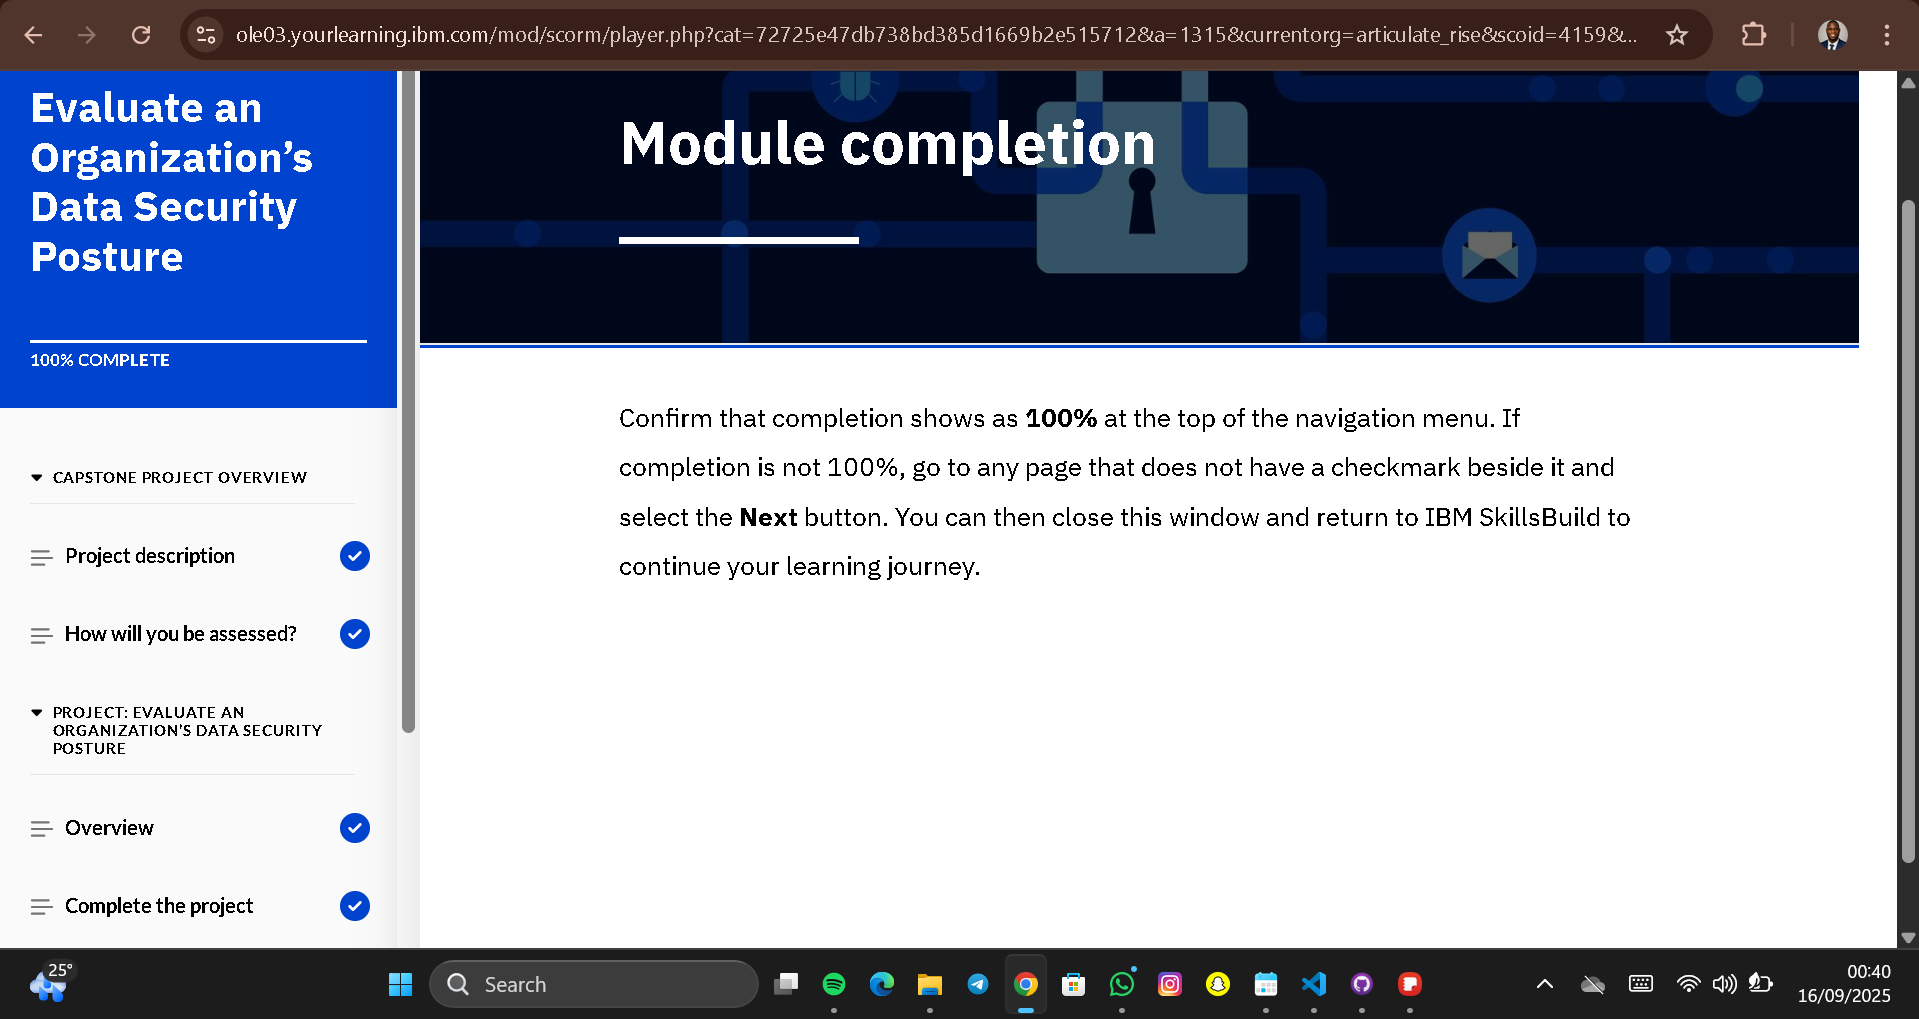 ole03.yourlearning.ibm.com/mod/scorm/player.php?cat=72725e47db738bd385d1669b2e515712&a=1315&currentorg=articulate_rise&scoid=4159&...
Evaluate an
Organization’s
Data Security
Posture
100% COMPLETE
CAPSTONE PROJECT OVERVIEW
Project description
How will you be assessed?
PROJECT: EVALUATE AN
ORGANIZATION’S DATA SECURITY
POSTURE
Overview
Complete the project
Module completion
Confirm that completion shows as 100% at the top of the navigation menu. If
completion is not 100%, go to any page that does not have a checkmark beside it and
select the Next button. You can then close this window and return to IBM SkillsBuild to
continue your learning journey.
25°
Search
00:40
16/09/2025